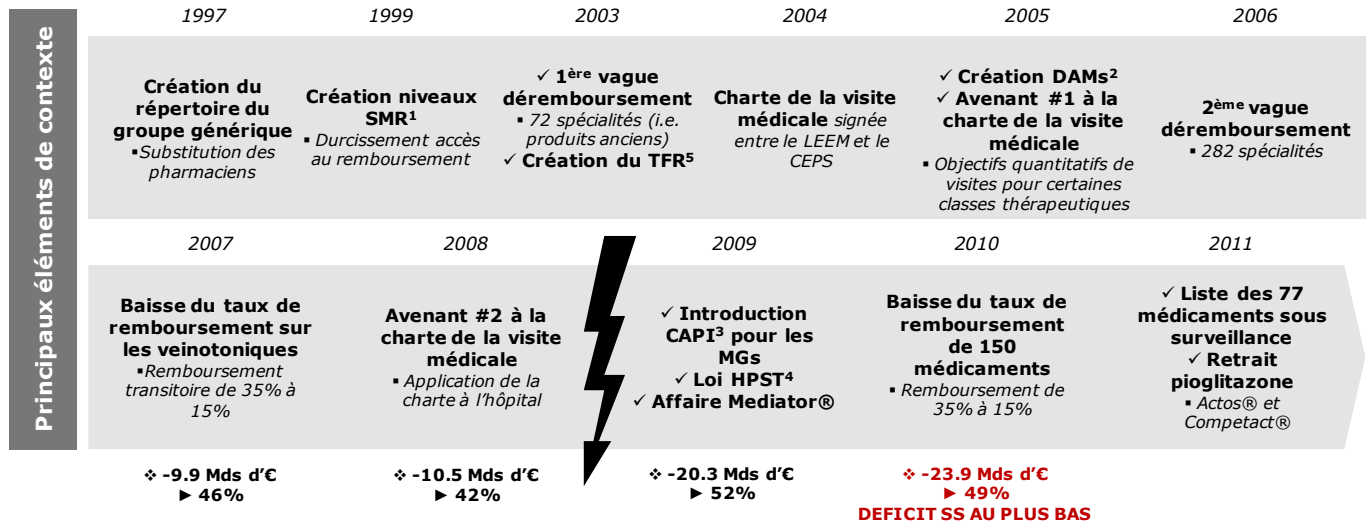 Principaux éléments de contexte
1997
1999
2003
2004
2005
2006
Création du
répertoire du
groupe générique
▪Substitution des
pharmaciens
Création niveaux
SMR¹
▪ Durcissement accès
au remboursement
✓ 1ère vague
déremboursement
▪ 72 spécialités (i.e.
produits anciens)
✓ Création du TFR⁵
Charte de la visite
médicale signée
entre le LEEM et le
CEPS
✓ Création DAMs²
✓ Avenant #1 à la
charte de la visite
médicale
▪ Objectifs quantitatifs de
visites pour certaines
classes thérapeutiques
2ème vague
déremboursement
▪ 282 spécialités
2007
2008
2009
2010
2011
Baisse du taux de
remboursement sur
les veinotoniques
▪Remboursement
transitoire de 35% à
15%
Avenant #2 à la
charte de la visite
médicale
▪ Application de la
charte à l'hôpital
✓ Introduction
CAPI³ pour les
MGs
✓ Loi HPST⁴
✓ Affaire Mediator®
Baisse du taux de
remboursement
de 150
médicaments
▪ Remboursement de
35% à 15%
✓ Liste des 77
médicaments sous
surveillance
✓ Retrait
pioglitazone
▪ Actos® et
Competact®
❖ -9.9 Mds d'€
► 46%
❖ -10.5 Mds d'€
► 42%
❖ -20.3 Mds d'€
► 52%
❖ -23.9 Mds d'€
► 49%
DEFICIT SS AU PLUS BAS